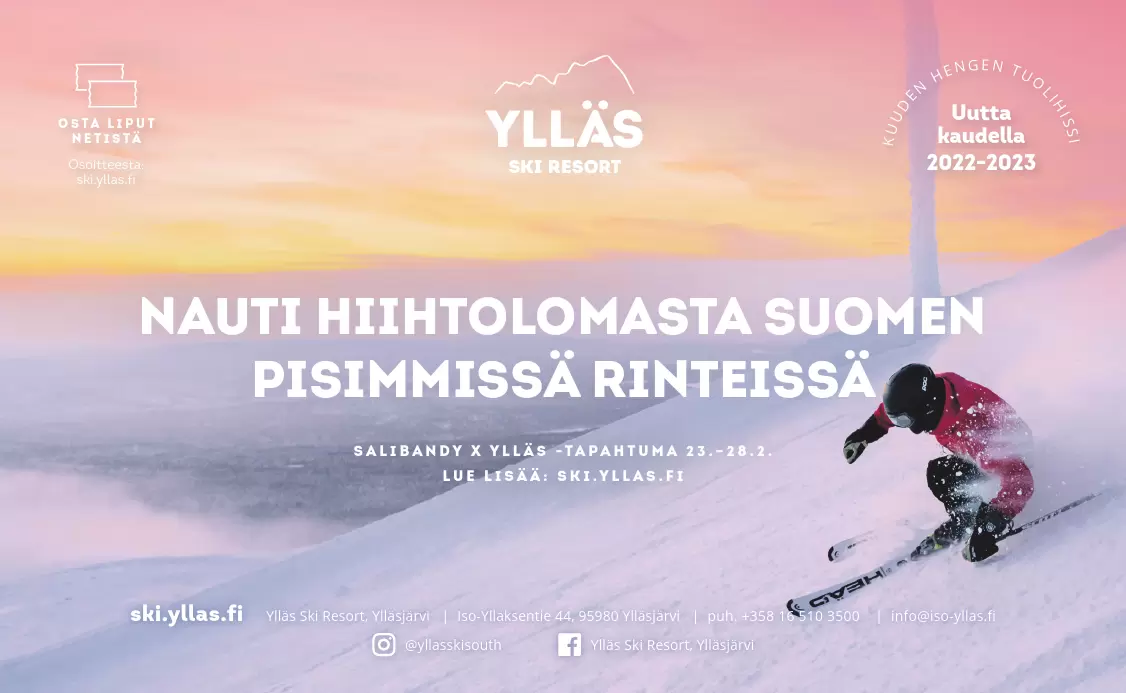 OSTA LIPUT
NETISTÄ
Osoitteesta:
ski.yllas.fi
YLLÄS
SKI RESORT
KUUDEN HENGEN TUOLIHISSI
Uutta
kaudella
2022–2023
NAUTI HIIHTOLOMASTA SUOMEN
PISIMMISSÄ RINTEISSÄ
SALIBANDY X YLLÄS -TAPAHTUMA 23.–28.2.
LUE LISÄÄ: SKI.YLLAS.FI
POC
HEAD
ski.yllas.fi Ylläs Ski Resort, Ylläsjärvi | Iso-Ylläksentie 44, 95980 Ylläsjärvi | puh. +358 16 510 3500 | info@iso-yllas.fi
@yllasskisouth Ylläs Ski Resort, Ylläsjärvi